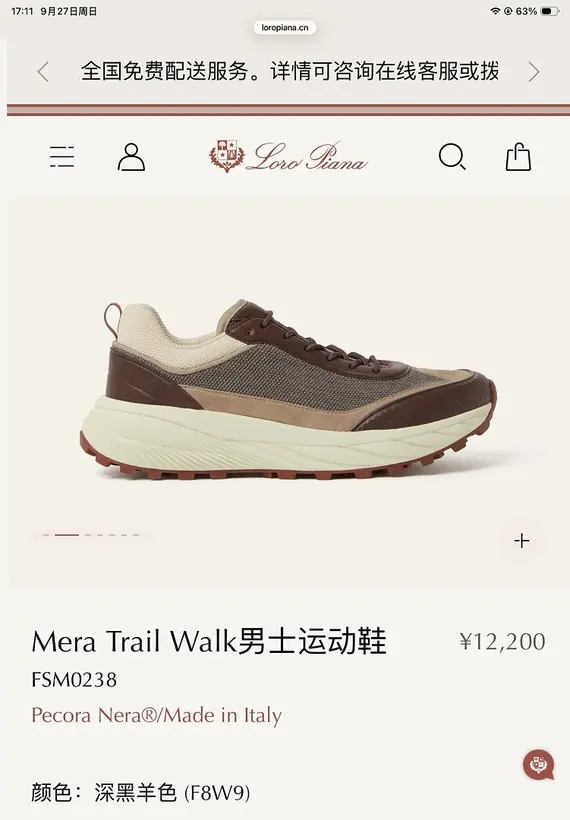 17:11 9月27日周日
63%
loropiana.cn
全国免费配送服务。详情可咨询在线客服或拨
Loro Piana
Mera Trail Walk男士运动鞋
¥12,200
FSM0238
Pecora Nera®/Made in Italy
颜色：深黑羊色 (F8W9)